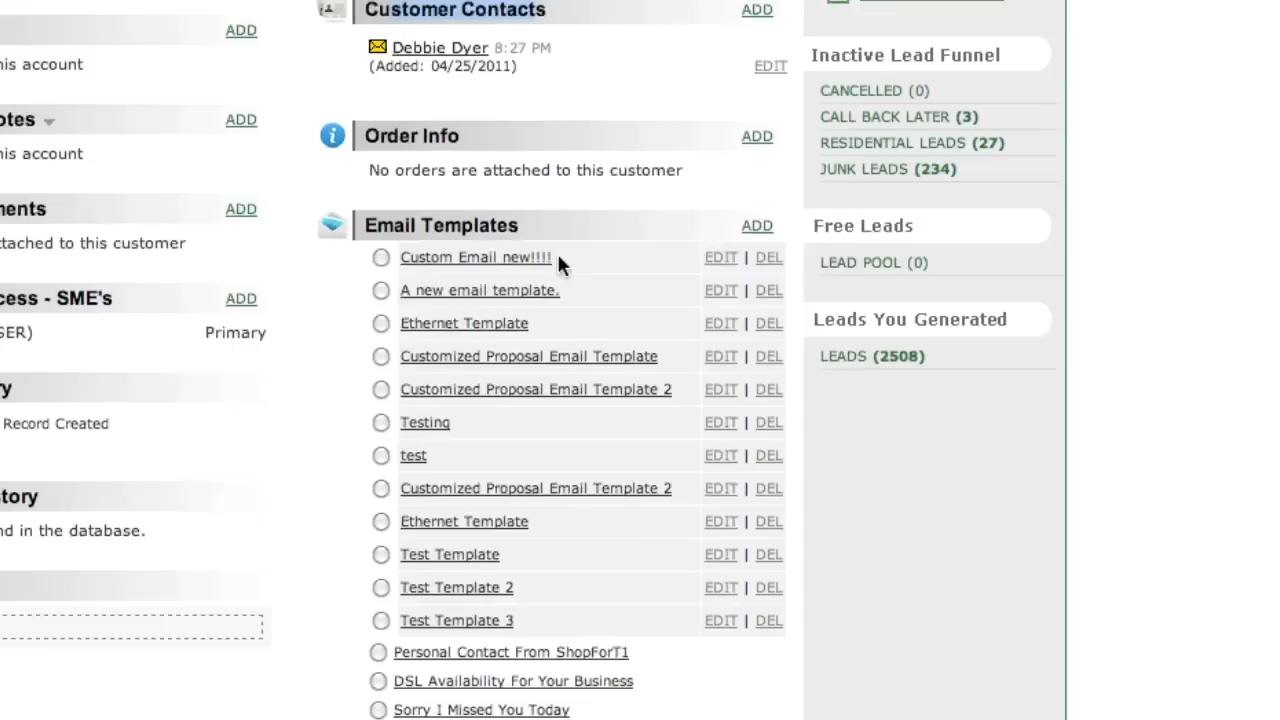 ADD
his account
otes ADD
his account
ments ADD
ttached to this customer
cess - SME's ADD
SER) Primary
ry
Record Created
story
nd in the database.
Customer Contacts ADD
Debbie Dyer 8:27 PM
(Added: 04/25/2011) EDIT
Order Info ADD
No orders are attached to this customer
Email Templates ADD
Custom Email new!!!! EDIT | DEL
A new email template. EDIT | DEL
Ethernet Template EDIT | DEL
Customized Proposal Email Template EDIT | DEL
Customized Proposal Email Template 2 EDIT | DEL
Testing EDIT | DEL
test EDIT | DEL
Customized Proposal Email Template 2 EDIT | DEL
Ethernet Template EDIT | DEL
Test Template EDIT | DEL
Test Template 2 EDIT | DEL
Test Template 3 EDIT | DEL
Personal Contact From ShopForT1
DSL Availability For Your Business
Sorry I Missed You Today
Inactive Lead Funnel
CANCELLED (0)
CALL BACK LATER (3)
RESIDENTIAL LEADS (27)
JUNK LEADS (234)
Free Leads
LEAD POOL (0)
Leads You Generated
LEADS (2508)